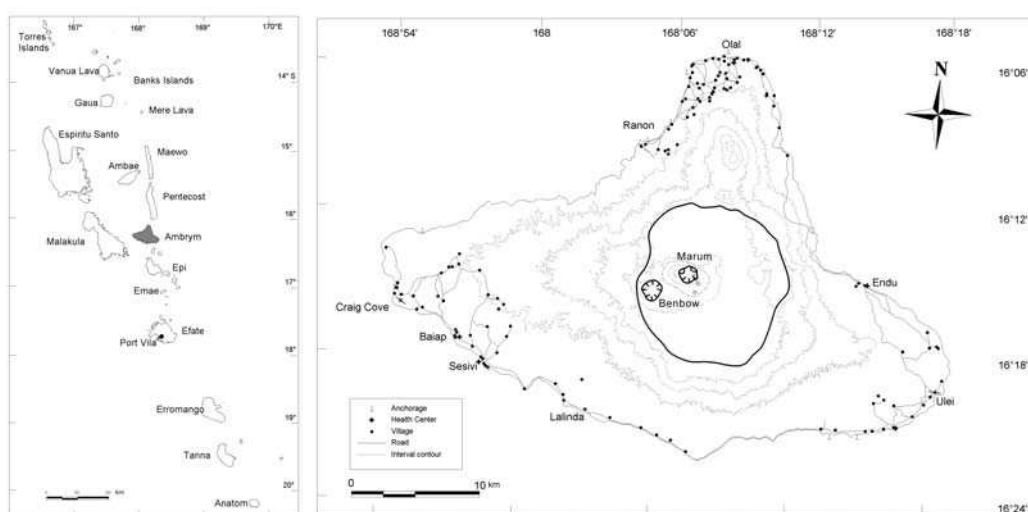 167°
168°
169°
170°E
Torres
Islands
Vanua Lava
14° S
Banks Islands
Gaua
Mere Lava
Espiritu Santo
15°
Maewo
Ambae
Pentecost
16°
Malakula
Ambrym
Epi
17°
Emae
Efate
Port Vila
18°
Erromango
19°
Tanna
KM
20°
Anatom
168°54
168°
168°06
168°12
168°18
Olal
16°06
N
Ranon
16°12
Marum
Endu
Benbow
Craig Cove
Baiap
16°18
Sesivi
Ulei
Lalinda
Anchorage
Health Center
Village
Road
Interval contour
0
10 km
16°24